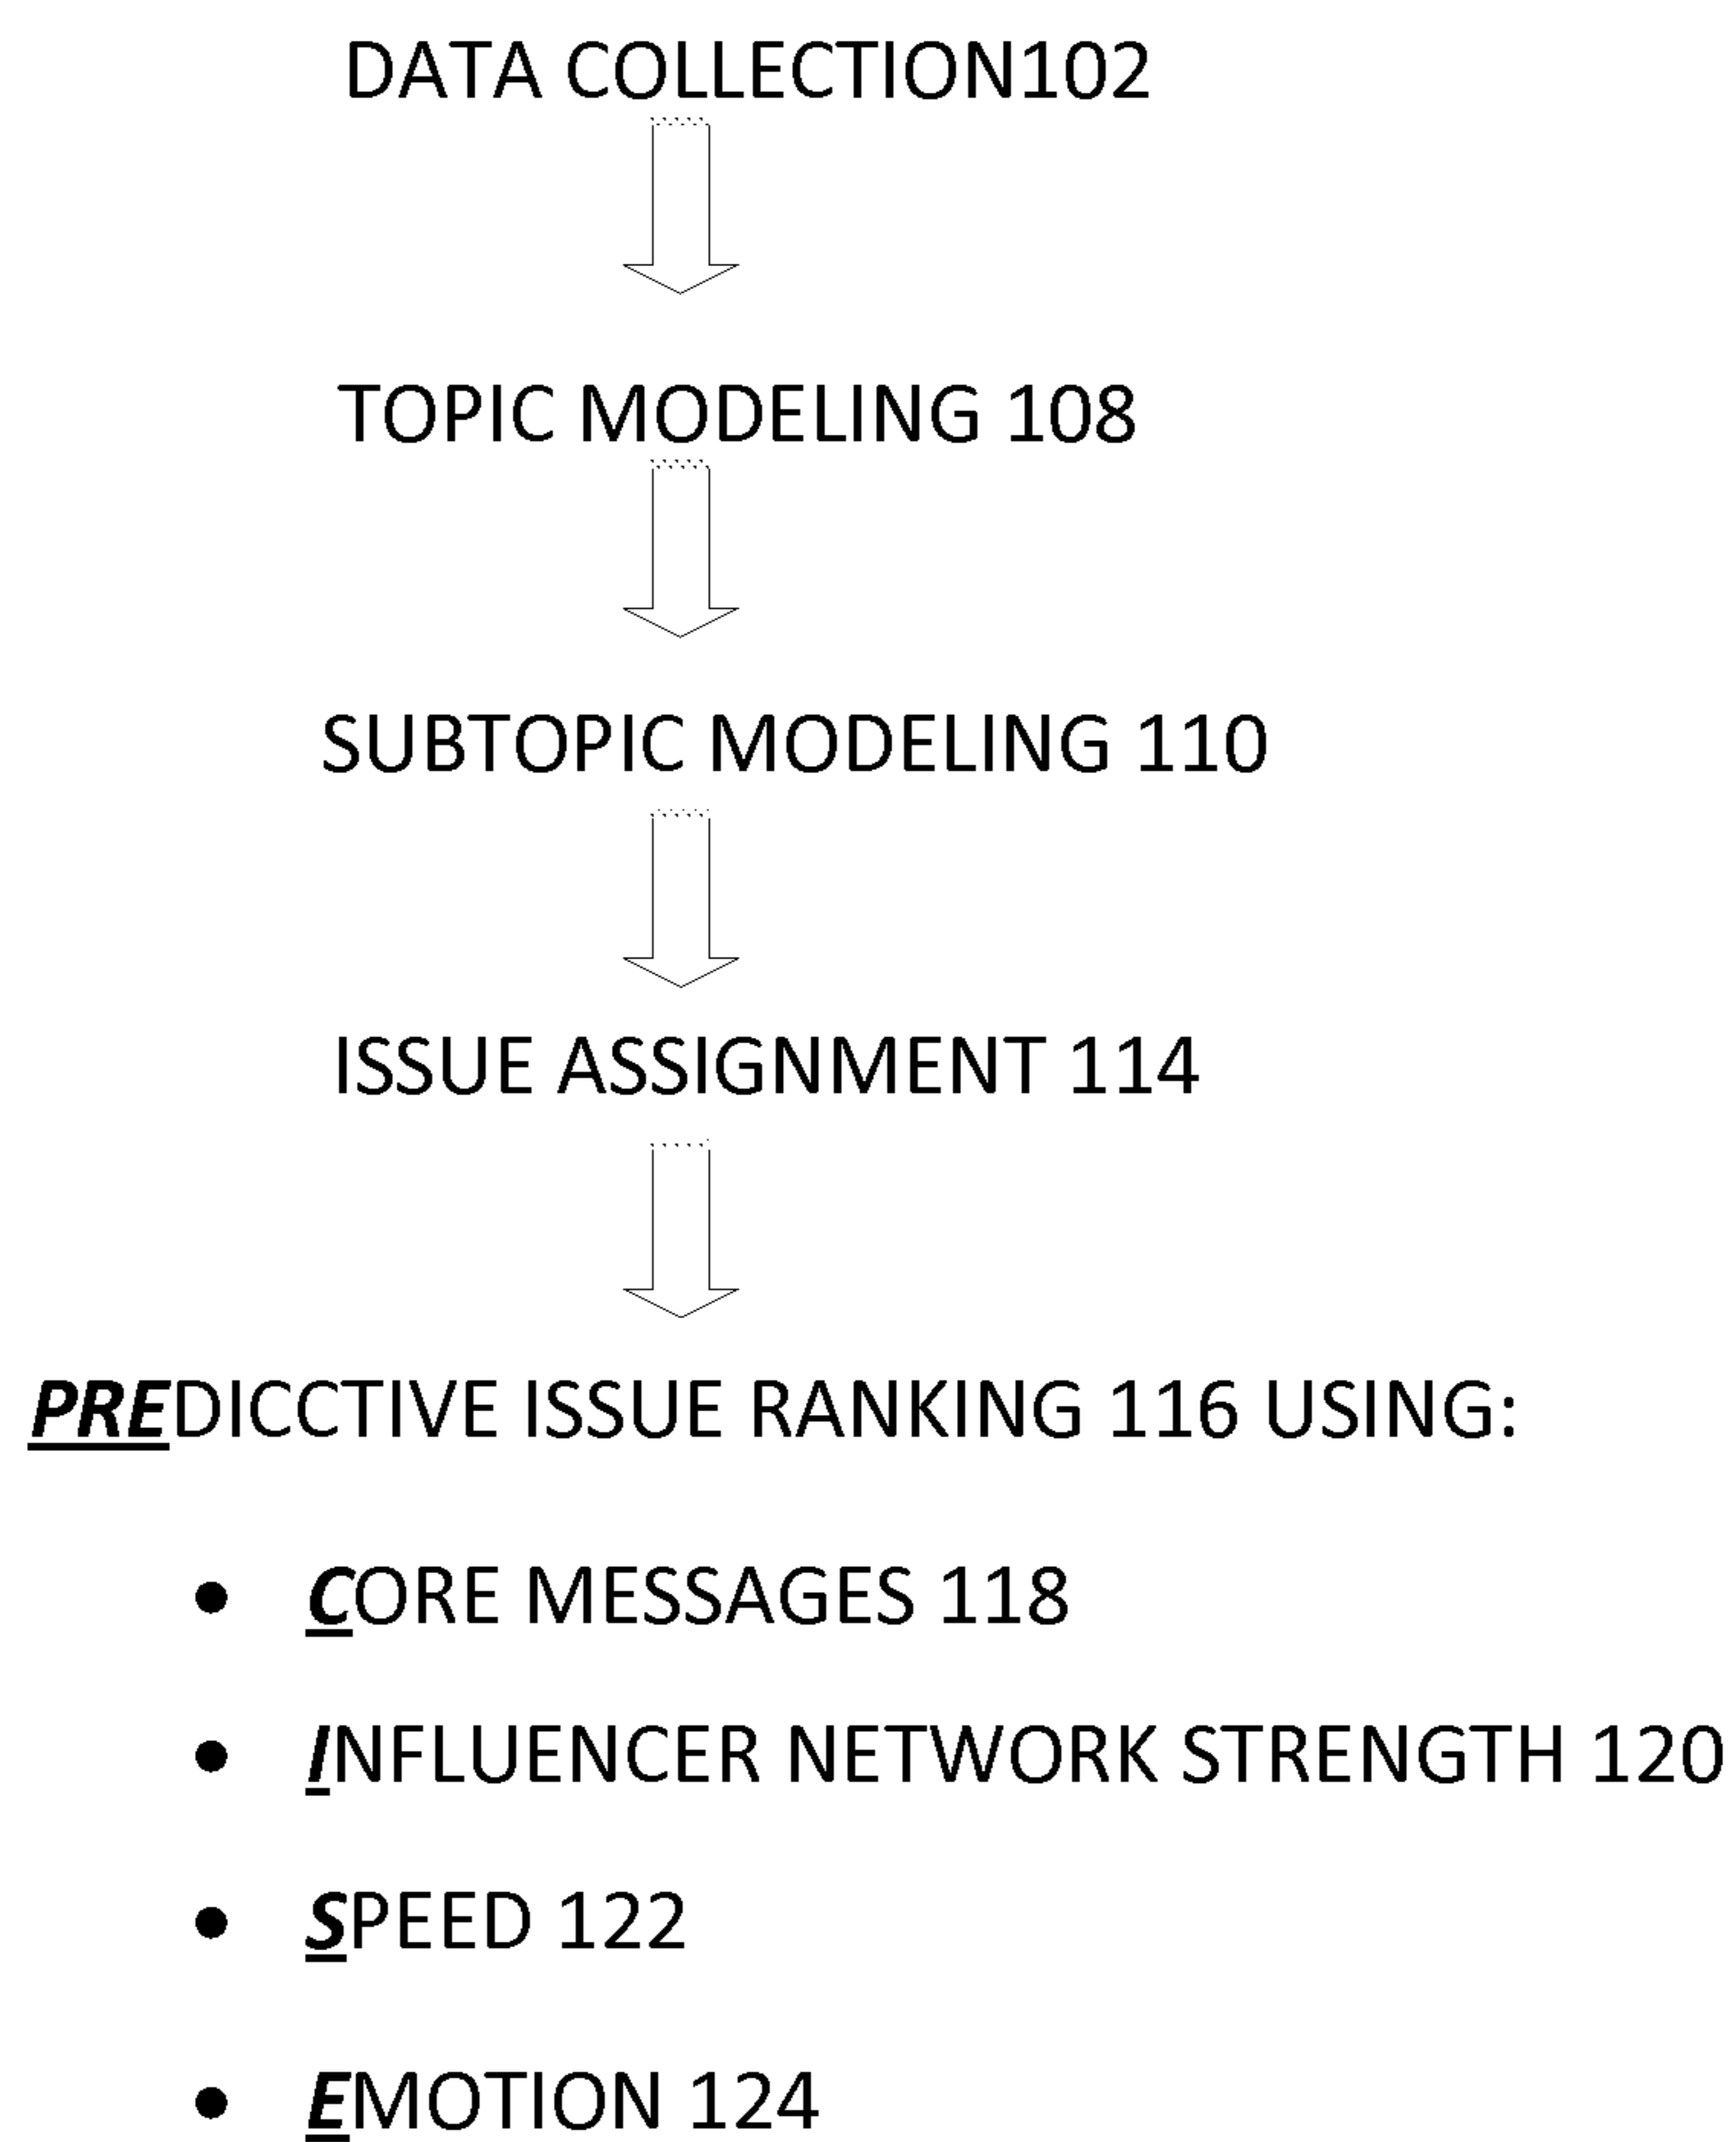 DATA COLLECTION102
TOPIC MODELING 108
SUBTOPIC MODELING 110
ISSUE ASSIGNMENT 114
PREDICCTIVE ISSUE RANKING 116 USING:
• CORE MESSAGES 118
• INFLUENCER NETWORK STRENGTH 120
• SPEED 122
• EMOTION 124